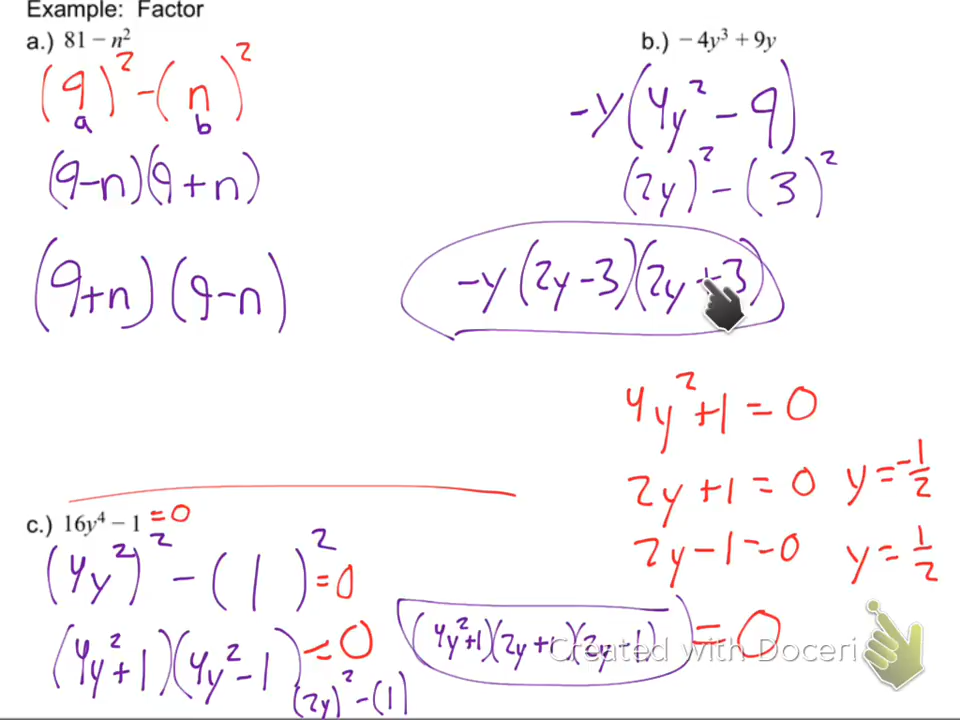 Example: Factor
a.) 81 − n²
(9)² - (n)²
a b
(9-n)(9+n)
(9+n)(9-n)
b.) − 4y³ + 9y
-y(4y² - 9)
(2y)² - (3)²
-y(2y-3)(2y+3)
4y²+1=0
2y+1=0 y=-1/2
2y-1=0 y=1/2
c.) 16y⁴ − 1 =0
(4y²)² - (1)² =0
(4y²+1)(4y²-1) =0
(2y)² -(1)
(4y²+1)(2y+1)(2y-1) = 0
Created with Doceri